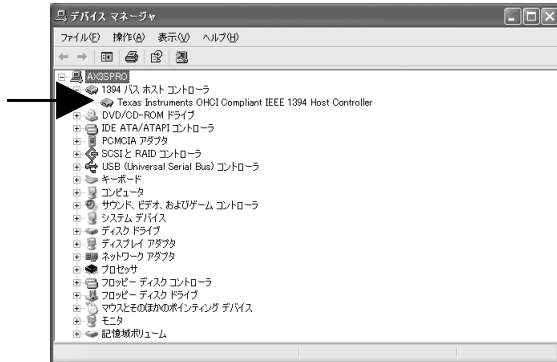 デバイス マネージャ
ファイル(F) 操作(A) 表示(V) ヘルプ(H)
AX3SPRO
1394 バス ホスト コントローラ
Texas Instruments OHCI Compliant IEEE 1394 Host Controller
DVD/CD-ROM ドライブ
IDE ATA/ATAPI コントローラ
PCMCIA アダプタ
SCSI と RAID コントローラ
USB (Universal Serial Bus) コントローラ
キーボード
コンピュータ
サウンド、ビデオ、およびゲーム コントローラ
システム デバイス
ディスク ドライブ
ディスプレイ アダプタ
ネットワーク アダプタ
プロセッサ
フロッピー ディスク コントローラ
フロッピー ディスク ドライブ
マウスとそのほかのポインティング デバイス
モニタ
記憶域ボリューム